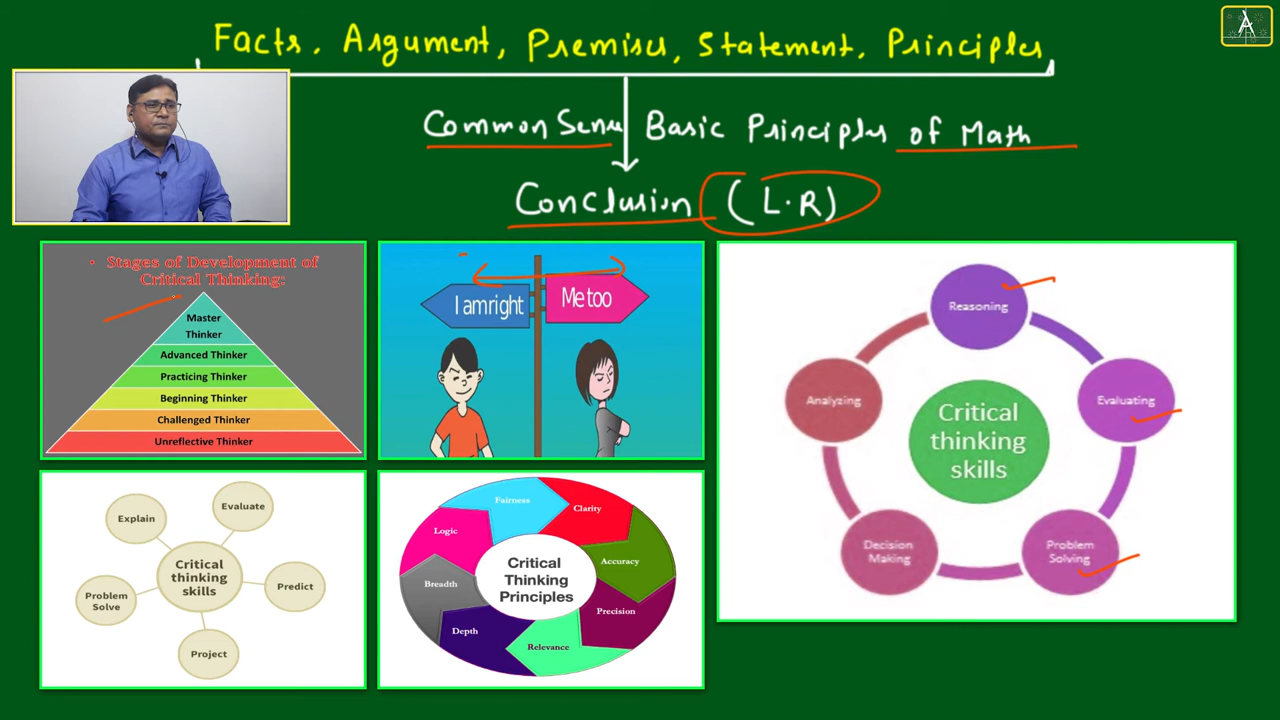 Facts, Argument, Premises, Statement, Principles
A
Common Sense
Basic Principles of Math
Conclusion (L.R)
• Stages of Development of
Critical Thinking:
Master
Thinker
Advanced Thinker
Practicing Thinker
Beginning Thinker
Challenged Thinker
Unreflective Thinker
I amright
Me too
Reasoning
Evaluating
Problem
Solving
Decision
Making
Analyzing
Critical
thinking
skills
Explain
Evaluate
Predict
Project
Problem
Solve
Critical
thinking
skills
Fairness
Clarity
Accuracy
Precision
Relevance
Depth
Breadth
Logic
Critical
Thinking
Principles